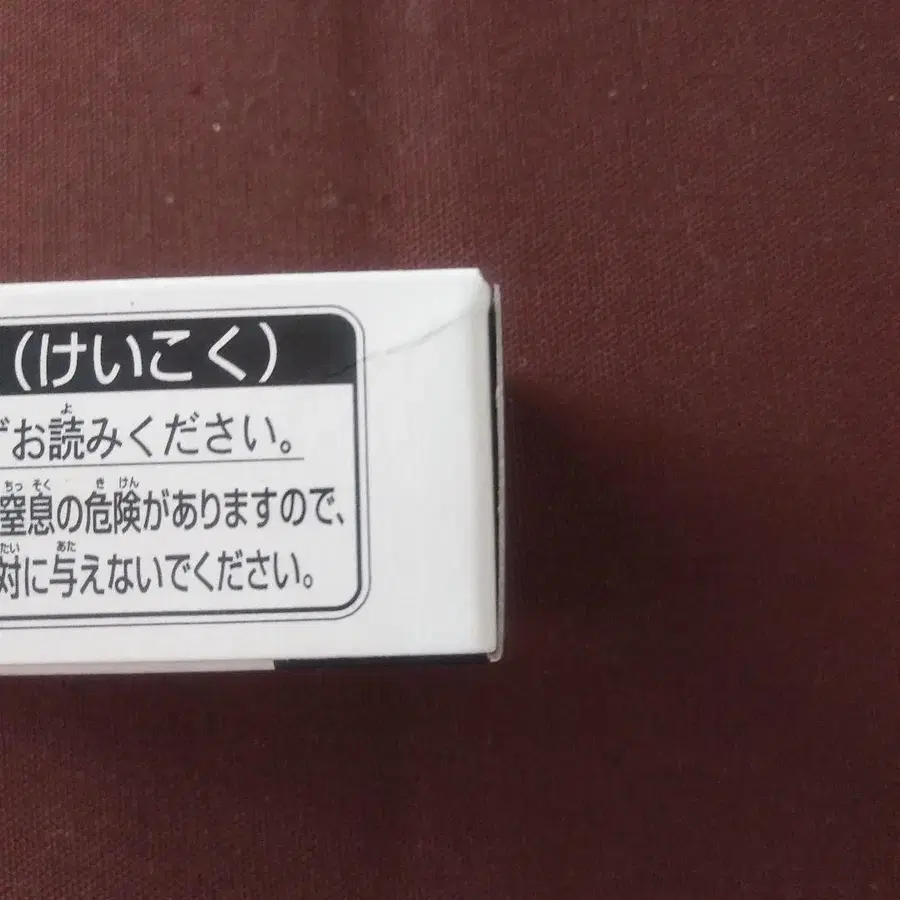 (けいこく)
ずお読みください。
窒息の危険がありますので、
対に与えないでください。